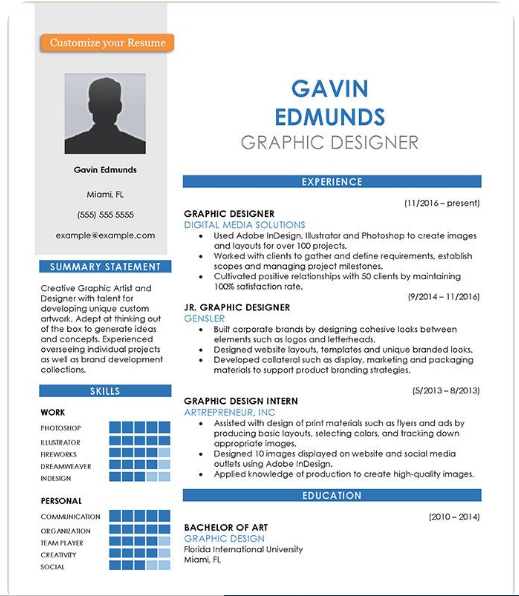 Customize your Resume
Gavin Edmunds
Miami, FL
(555) 555 5555
example@example.com
SUMMARY STATEMENT
Creative Graphic Artist and
Designer with talent for
developing unique custom
artwork. Adept at thinking out
of the box to generate ideas
and concepts. Experienced
overseeing individual projects
as well as brand development
collections.
SKILLS
WORK
PHOTOSHOP
ILLUSTRATOR
FIREWORKS
DREAMWEAVER
INDESIGN
PERSONAL
COMMUNICATION
ORGANIZATION
TEAM PLAYER
CREATIVITY
SOCIAL
GAVIN
EDMUNDS
GRAPHIC DESIGNER
EXPERIENCE
(11/2016 – present)
GRAPHIC DESIGNER
DIGITAL MEDIA SOLUTIONS
• Used Adobe InDesign, Illustrator and Photoshop to create images
and layouts for over 100 projects.
• Worked with clients to gather and define requirements, establish
scopes and managing project milestones.
• Cultivated positive relationships with 50 clients by maintaining
100% satisfaction rate.
(9/2014 – 11/2016)
JR. GRAPHIC DESIGNER
GENSLER
• Built corporate brands by designing cohesive looks between
elements such as logos and letterheads.
• Designed website layouts, templates and unique branded looks.
• Developed collateral such as display, marketing and packaging
materials to support product branding strategies.
(5/2013 – 8/2013)
GRAPHIC DESIGN INTERN
ARTREPRENEUR, INC
• Assisted with design of print materials such as flyers and ads by
producing basic layouts, selecting colors, and tracking down
appropriate images.
• Designed 10 images displayed on website and social media
outlets using Adobe InDesign.
• Applied knowledge of production to create high-quality images.
EDUCATION
(2010 – 2014)
BACHELOR OF ART
GRAPHIC DESIGN
Florida International University
Miami, FL